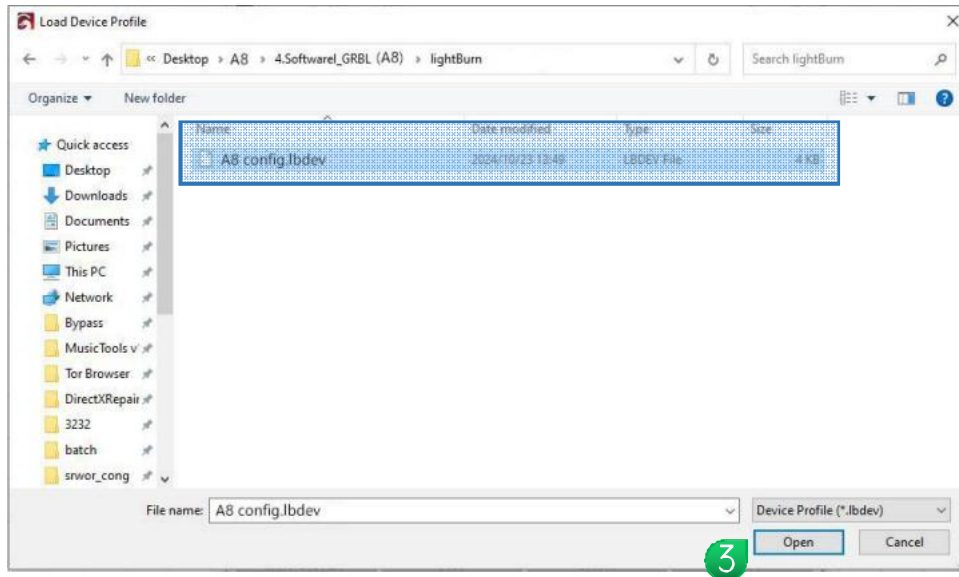 Load Device Profile
« Desktop › A8 › 4.Softwarel_GRBL (A8) › lightBurn
Search lightBurn
Organize
New folder
Name
Date modified
Type
Size
A8 config.lbdev
2024/10/23 13:49
LBDEV File
4 KB
Quick access
Desktop
Downloads
Documents
Pictures
This PC
Network
Bypass
MusicTools v
Tor Browser
DirectXRepair
3232
batch
srwor_cong
File name:
A8 config.lbdev
Device Profile (*.lbdev)
3
Open
Cancel